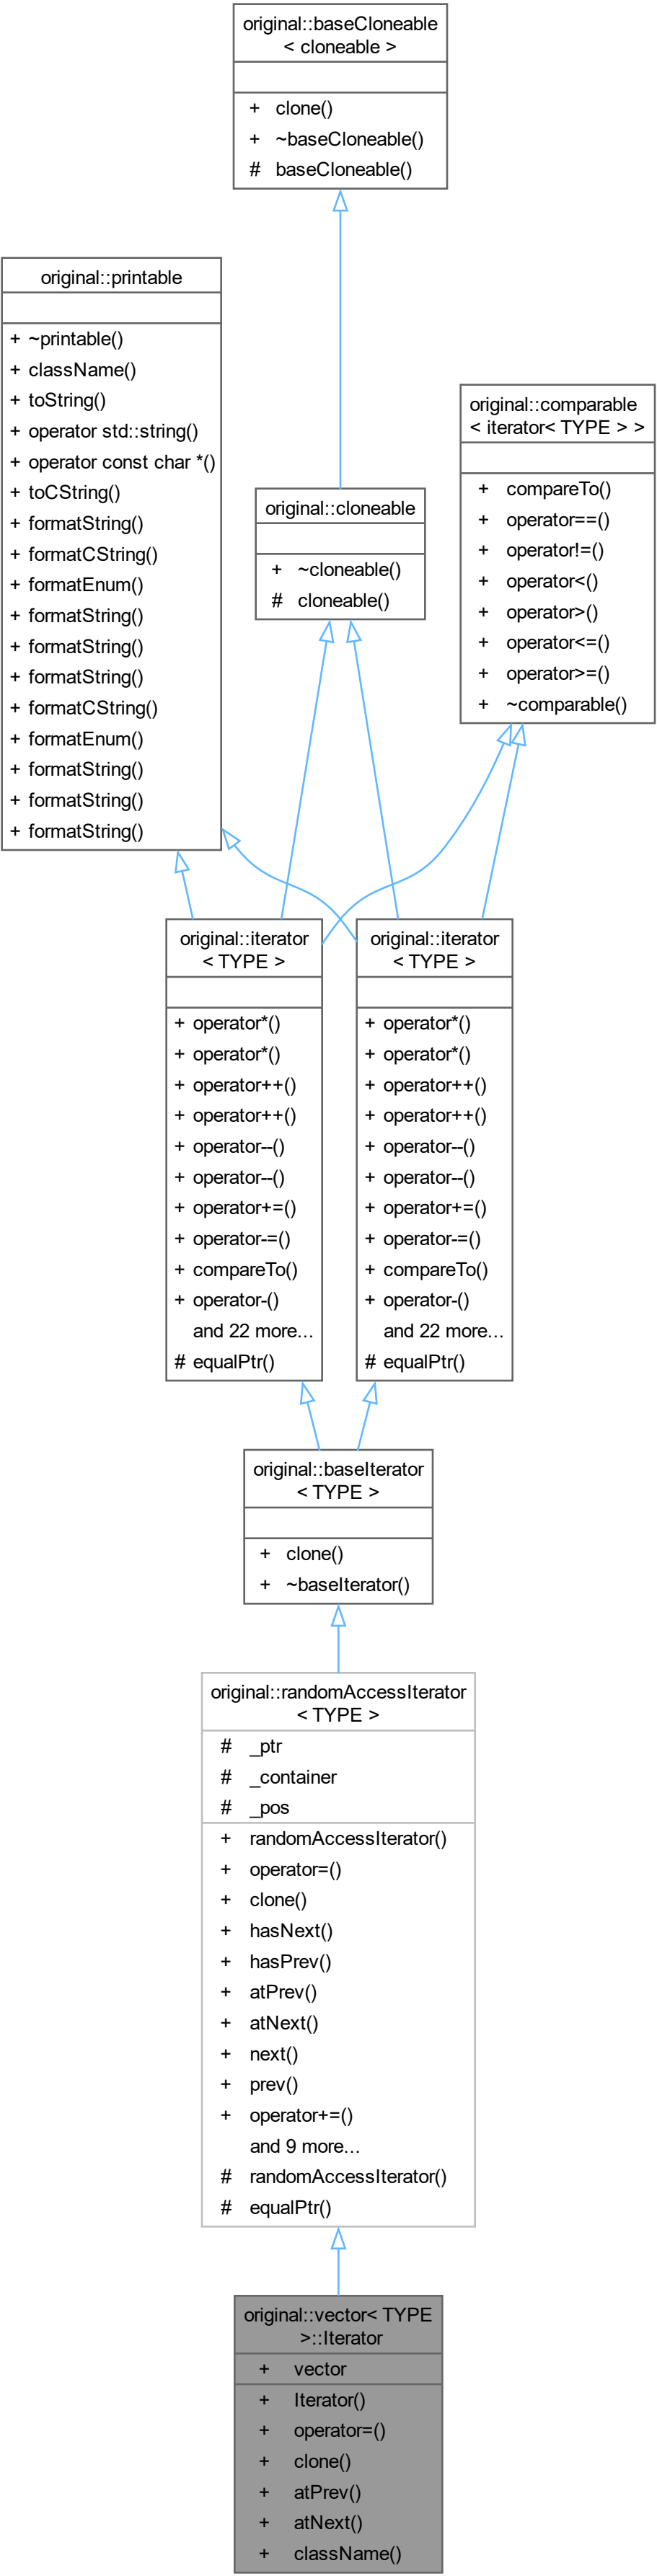 original::baseCloneable
< cloneable >
+ clone()
+ ~baseCloneable()
# baseCloneable()
original::printable
+ ~printable()
+ className()
+ toString()
+ operator std::string()
+ operator const char *()
+ toCString()
+ formatString()
+ formatCString()
+ formatEnum()
+ formatString()
+ formatString()
+ formatString()
+ formatCString()
+ formatEnum()
+ formatString()
+ formatString()
+ formatString()
original::cloneable
+ ~cloneable()
# cloneable()
original::comparable
< iterator< TYPE > >
+ compareTo()
+ operator==()
+ operator!=()
+ operator<()
+ operator>()
+ operator<=()
+ operator>=()
+ ~comparable()
original::iterator
< TYPE >
+ operator*()
+ operator*()
+ operator++()
+ operator++()
+ operator--()
+ operator--()
+ operator+=()
+ operator-=()
+ compareTo()
+ operator-()
and 22 more...
# equalPtr()
original::iterator
< TYPE >
+ operator*()
+ operator*()
+ operator++()
+ operator++()
+ operator--()
+ operator--()
+ operator+=()
+ operator-=()
+ compareTo()
+ operator-()
and 22 more...
# equalPtr()
original::baseIterator
< TYPE >
+ clone()
+ ~baseIterator()
original::randomAccessIterator
< TYPE >
# _ptr
# _container
# _pos
+ randomAccessIterator()
+ operator=()
+ clone()
+ hasNext()
+ hasPrev()
+ atPrev()
+ atNext()
+ next()
+ prev()
+ operator+=()
and 9 more...
# randomAccessIterator()
# equalPtr()
original::vector< TYPE
>::Iterator
+ vector
+ Iterator()
+ operator=()
+ clone()
+ atPrev()
+ atNext()
+ className()